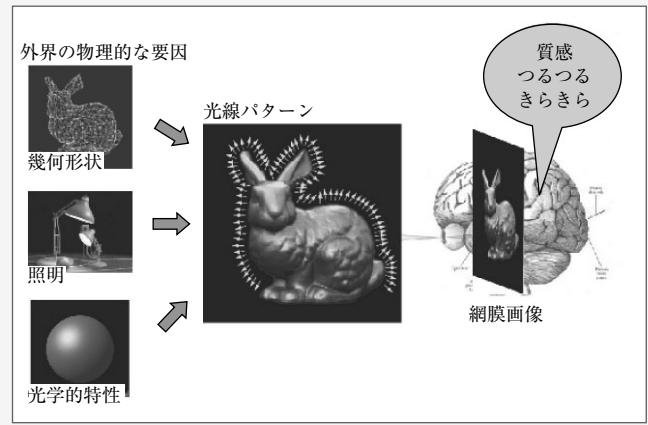 外界の物理的な要因
幾何形状
照明
光学的特性
光線パターン
網膜画像
質感
つるつる
きらきら